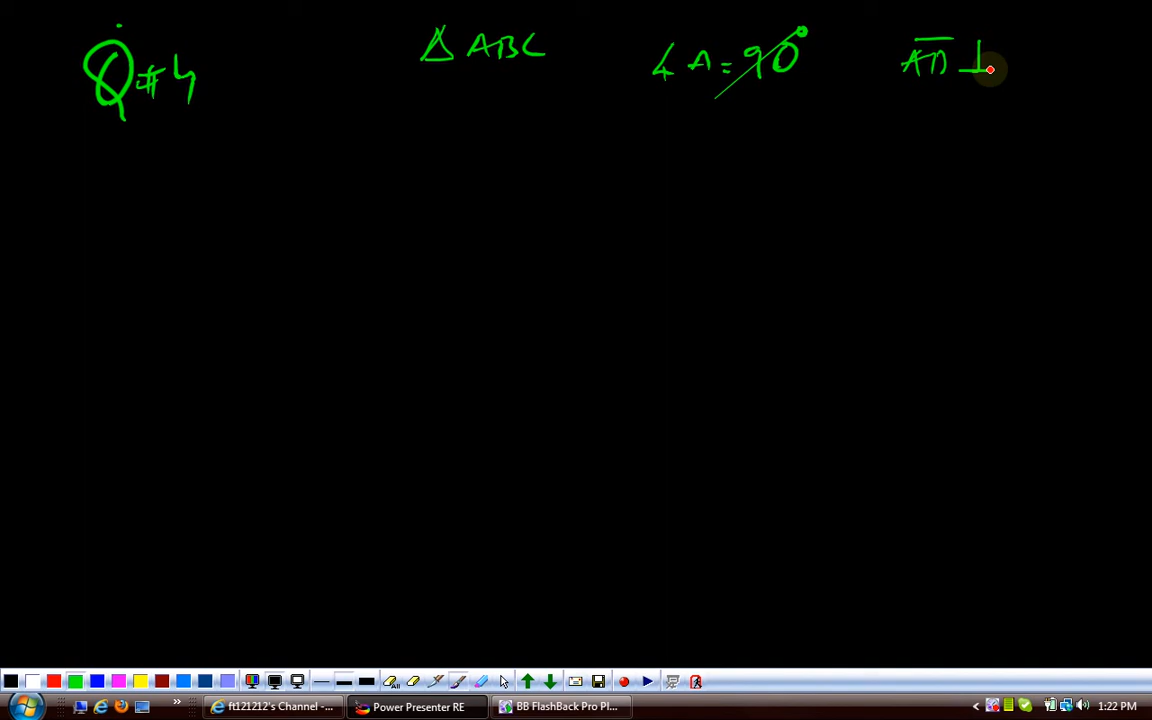 Q#4 △ABC ∠A=90° AD ⊥
ft121212's Channel -... Power Presenter RE BB FlashBack Pro Pl... 1:22 PM